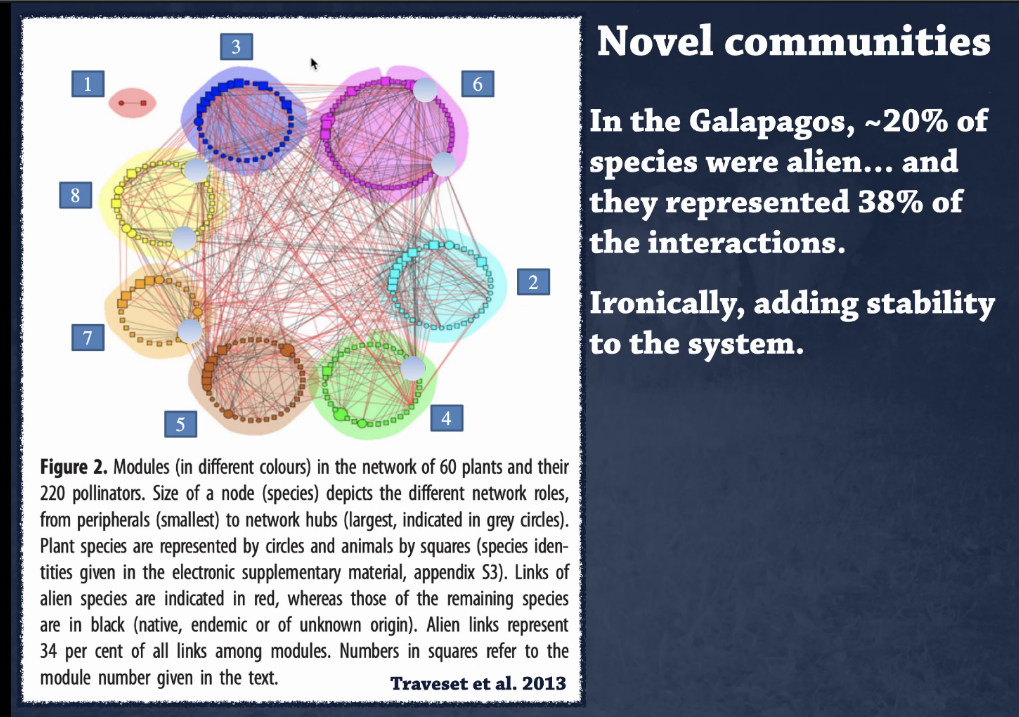 Novel communities
3
1
6
8
2
7
5
4
In the Galapagos, ~20% of
species were alien... and
they represented 38% of
the interactions.
Ironically, adding stability
to the system.
Figure 2. Modules (in different colours) in the network of 60 plants and their
220 pollinators. Size of a node (species) depicts the different network roles,
from peripherals (smallest) to network hubs (largest, indicated in grey circles).
Plant species are represented by circles and animals by squares (species iden-
tities given in the electronic supplementary material, appendix S3). Links of
alien species are indicated in red, whereas those of the remaining species
are in black (native, endemic or of unknown origin). Alien links represent
34 per cent of all links among modules. Numbers in squares refer to the
module number given in the text.
Traveset et al. 2013